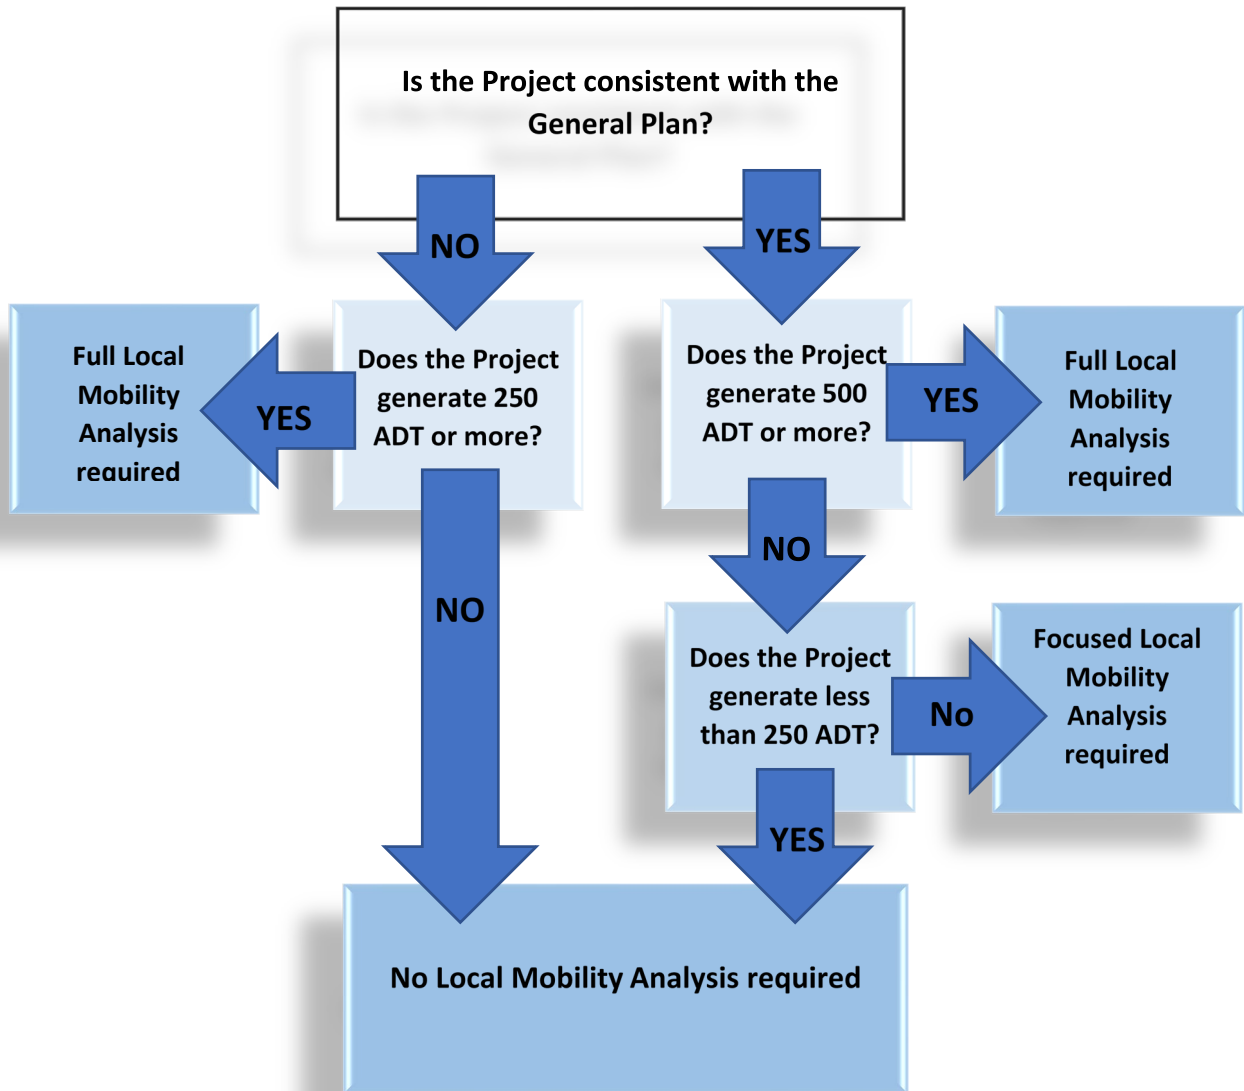 Is the Project consistent with the
General Plan?
NO
YES
Full Local
Mobility
Analysis
required
YES
Does the Project
generate 250
ADT or more?
Does the Project
generate 500
ADT or more?
YES
Full Local
Mobility
Analysis
required
NO
NO
Does the Project
generate less
than 250 ADT?
No
Focused Local
Mobility
Analysis
required
YES
No Local Mobility Analysis required